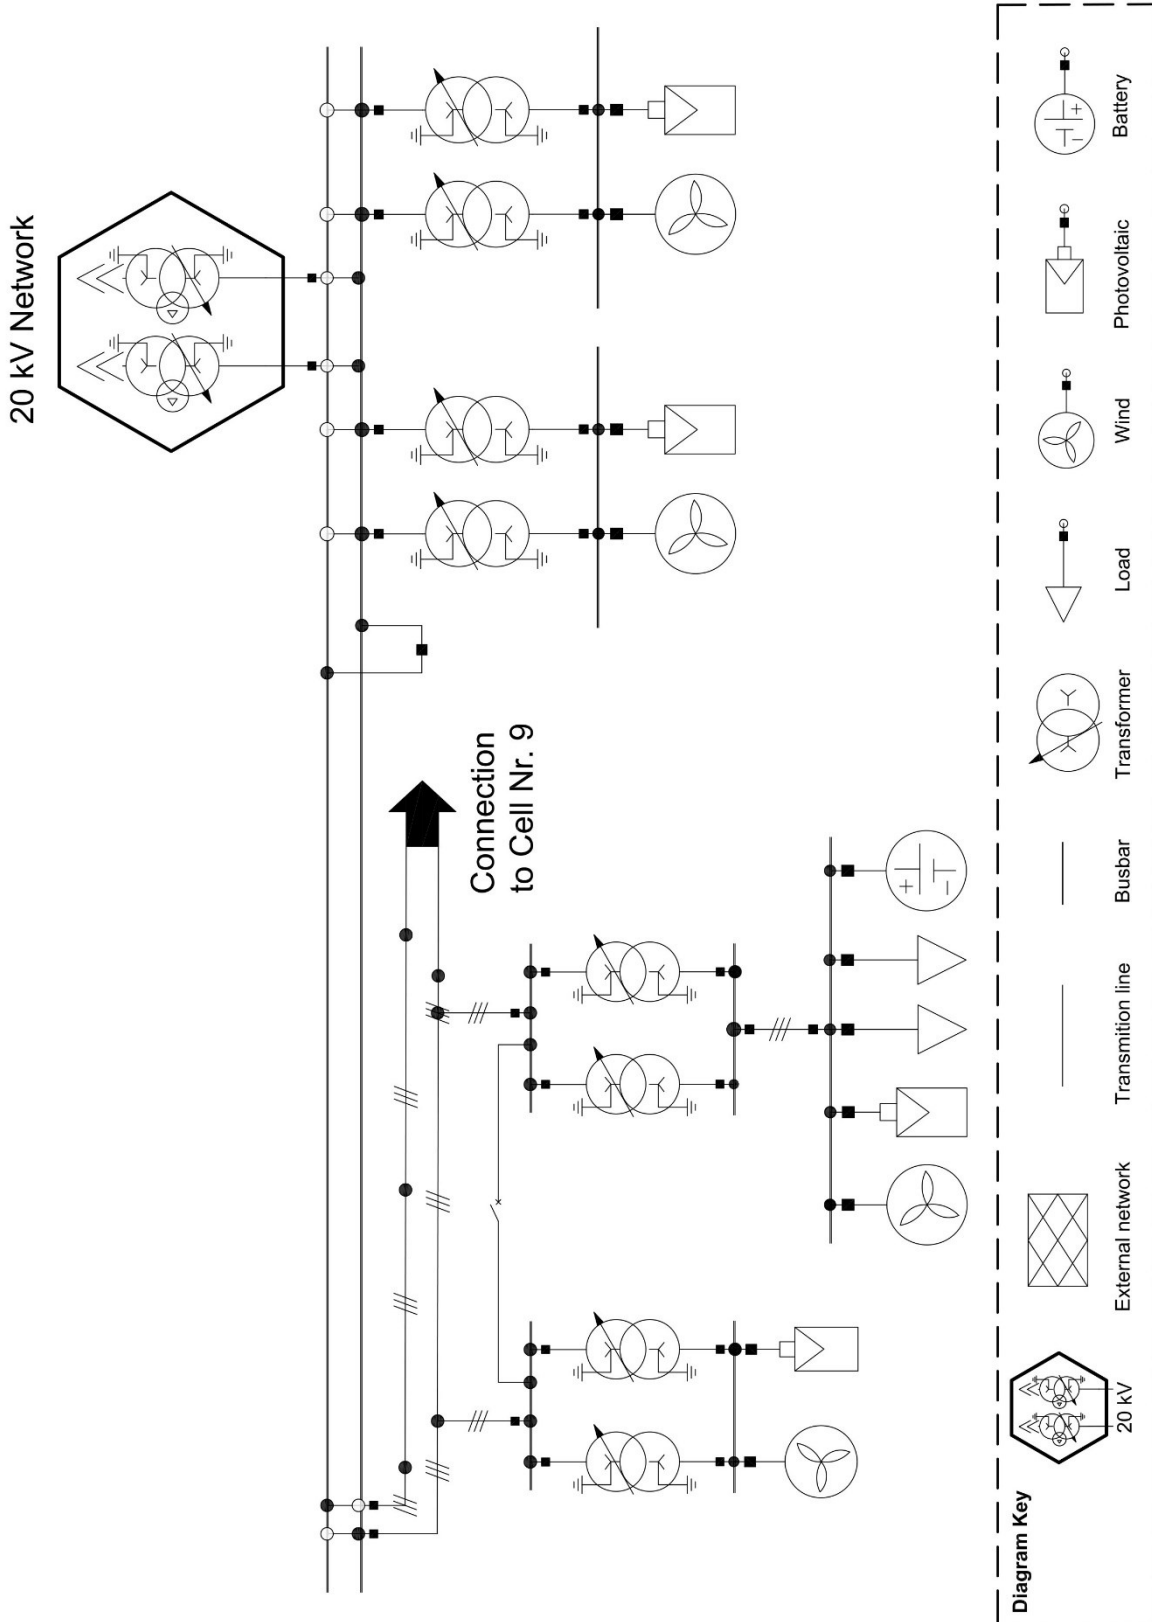 20 kV Network
Connection
to Cell Nr. 9
Diagram Key
20 kV
External network
Transmition line
Busbar
Transformer
Load
Wind
Photovoltaic
Battery